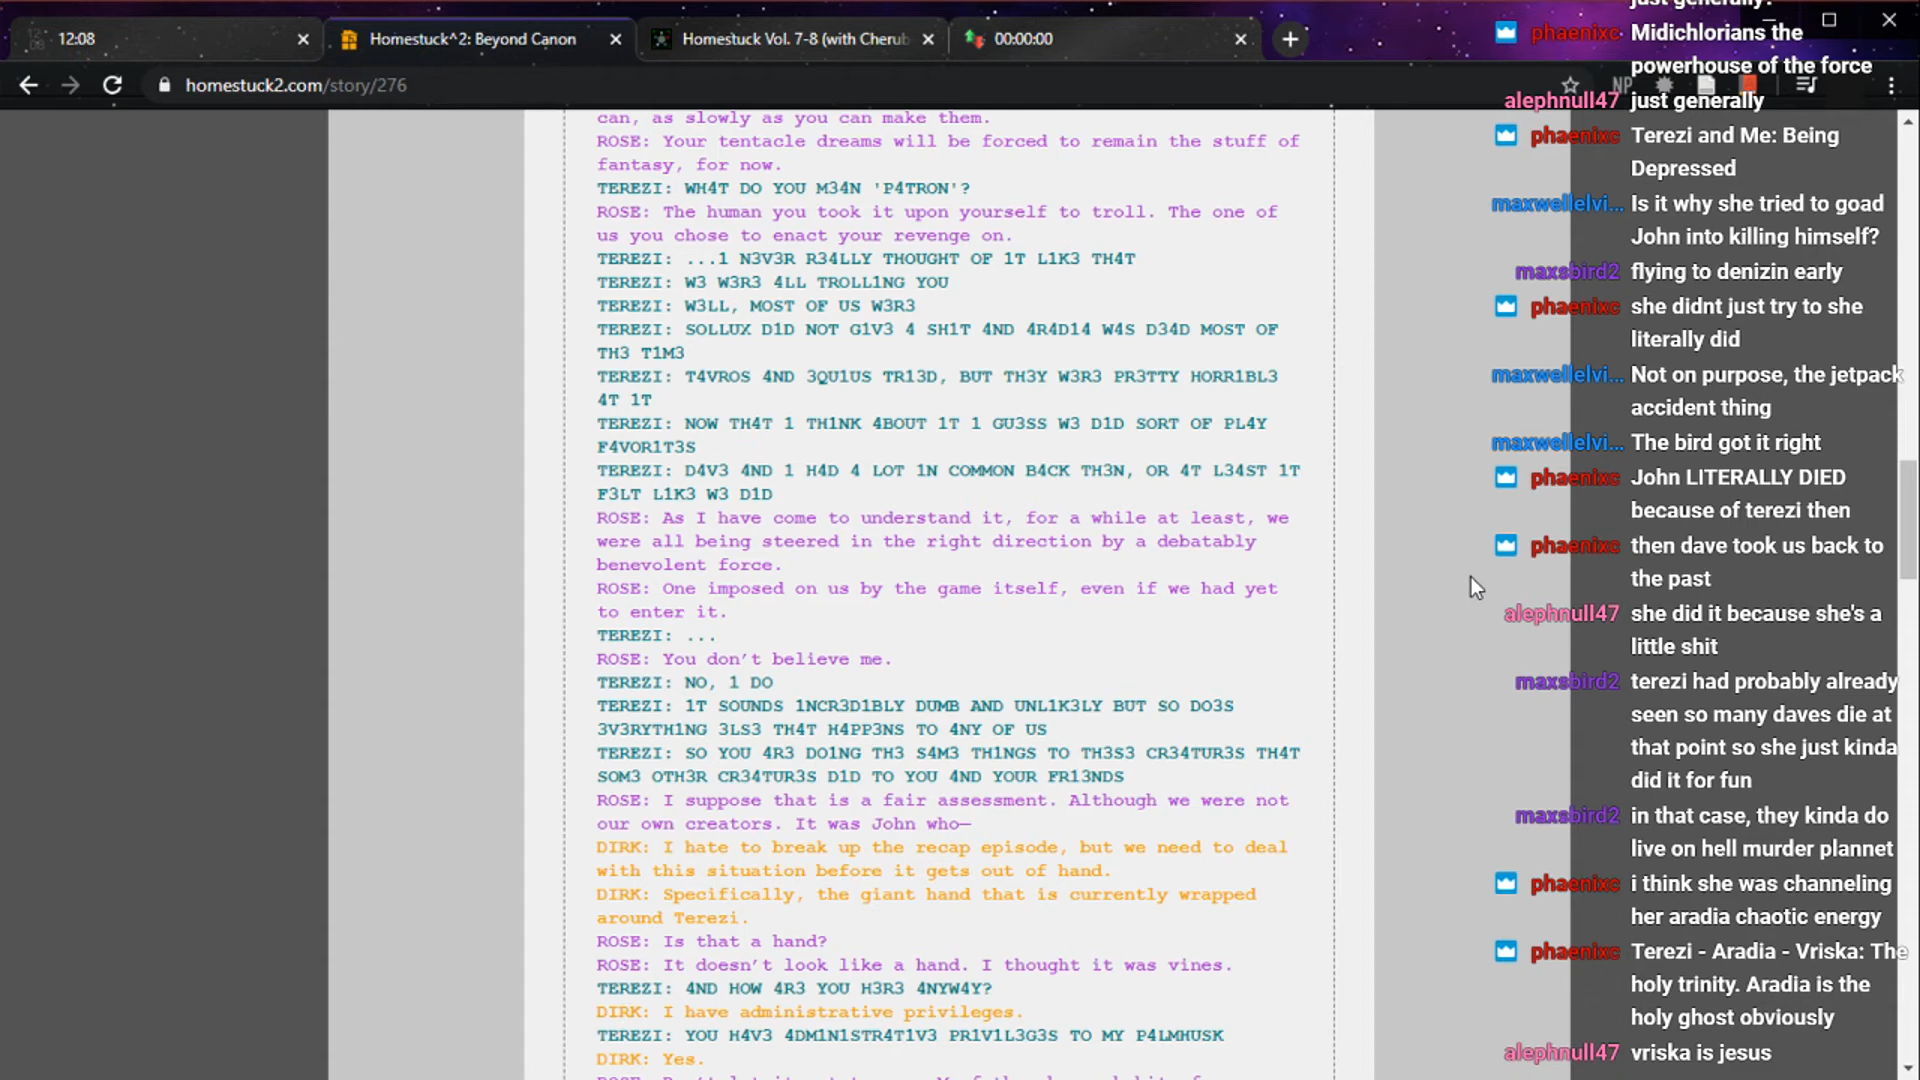 12:08
Homestuck^2: Beyond Canon
Homestuck Vol. 7-8 (with Cherub
00:00:00
homestuck2.com/story/276
can, as slowly as you can make them.
ROSE: Your tentacle dreams will be forced to remain the stuff of
fantasy, for now.
TEREZI: WH4T DO YOU M34N 'P4TRON'?
ROSE: The human you took it upon yourself to troll. The one of
us you chose to enact your revenge on.
TEREZI: ...1 N3V3R R34LLY THOUGHT OF 1T L1K3 TH4T
TEREZI: W3 W3R3 4LL TROLL1NG YOU
TEREZI: W3LL, MOST OF US W3R3
TEREZI: SOLLUX D1D NOT G1V3 4 SH1T 4ND 4R4D14 W4S D34D MOST OF
TH3 T1M3
TEREZI: T4VROS 4ND 3QU1US TR13D, BUT TH3Y W3R3 PR3TTY HORR1BL3
4T 1T
TEREZI: NOW TH4T 1 TH1NK 4BOUT 1T 1 GU3SS W3 D1D SORT OF PL4Y
F4VOR1T3S
TEREZI: D4V3 4ND 1 H4D 4 LOT 1N COMMON B4CK TH3N, OR 4T L34ST 1T
F3LT L1K3 W3 D1D
ROSE: As I have come to understand it, for a while at least, we
were all being steered in the right direction by a debatably
benevolent force.
ROSE: One imposed on us by the game itself, even if we had yet
to enter it.
TEREZI: ...
ROSE: You don't believe me.
TEREZI: NO, 1 DO
TEREZI: 1T SOUNDS 1NCR3D1BLY DUMB AND UNL1K3LY BUT SO DO3S
3V3RYTH1NG 3LS3 TH4T H4PP3NS TO 4NY OF US
TEREZI: SO YOU 4R3 DO1NG TH3 S4M3 TH1NGS TO TH3S3 CR34TUR3S TH4T
SOM3 OTH3R CR34TUR3S D1D TO YOU 4ND YOUR FR13NDS
ROSE: I suppose that is a fair assessment. Although we were not
our own creators. It was John who—
DIRK: I hate to break up the recap episode, but we need to deal
with this situation before it gets out of hand.
DIRK: Specifically, the giant hand that is currently wrapped
around Terezi.
ROSE: Is that a hand?
ROSE: It doesn't look like a hand. I thought it was vines.
TEREZI: 4ND HOW 4R3 YOU H3R3 4NYW4Y?
DIRK: I have administrative privileges.
TEREZI: YOU H4V3 4DM1N1STR4T1V3 PR1V1L3G3S TO MY P4LMHUSK
DIRK: Yes.
just generally?
phaenixc Midichlorians the
powerhouse of the force
alephnull47 just generally
phaenixc Terezi and Me: Being
Depressed
maxwellelvi... Is it why she tried to goad
John into killing himself?
maxsbird2 flying to denizin early
phaenixc she didnt just try to she
literally did
maxwellelvi... Not on purpose, the jetpack
accident thing
maxwellelvi... The bird got it right
phaenixc John LITERALLY DIED
because of terezi then
phaenixc then dave took us back to
the past
alephnull47 she did it because she's a
little shit
maxsbird2 terezi had probably already
seen so many daves die at
that point so she just kinda
did it for fun
maxsbird2 in that case, they kinda do
live on hell murder plannet
phaenixc i think she was channeling
her aradia chaotic energy
phaenixc Terezi - Aradia - Vriska: The
holy trinity. Aradia is the
holy ghost obviously
alephnull47 vriska is jesus